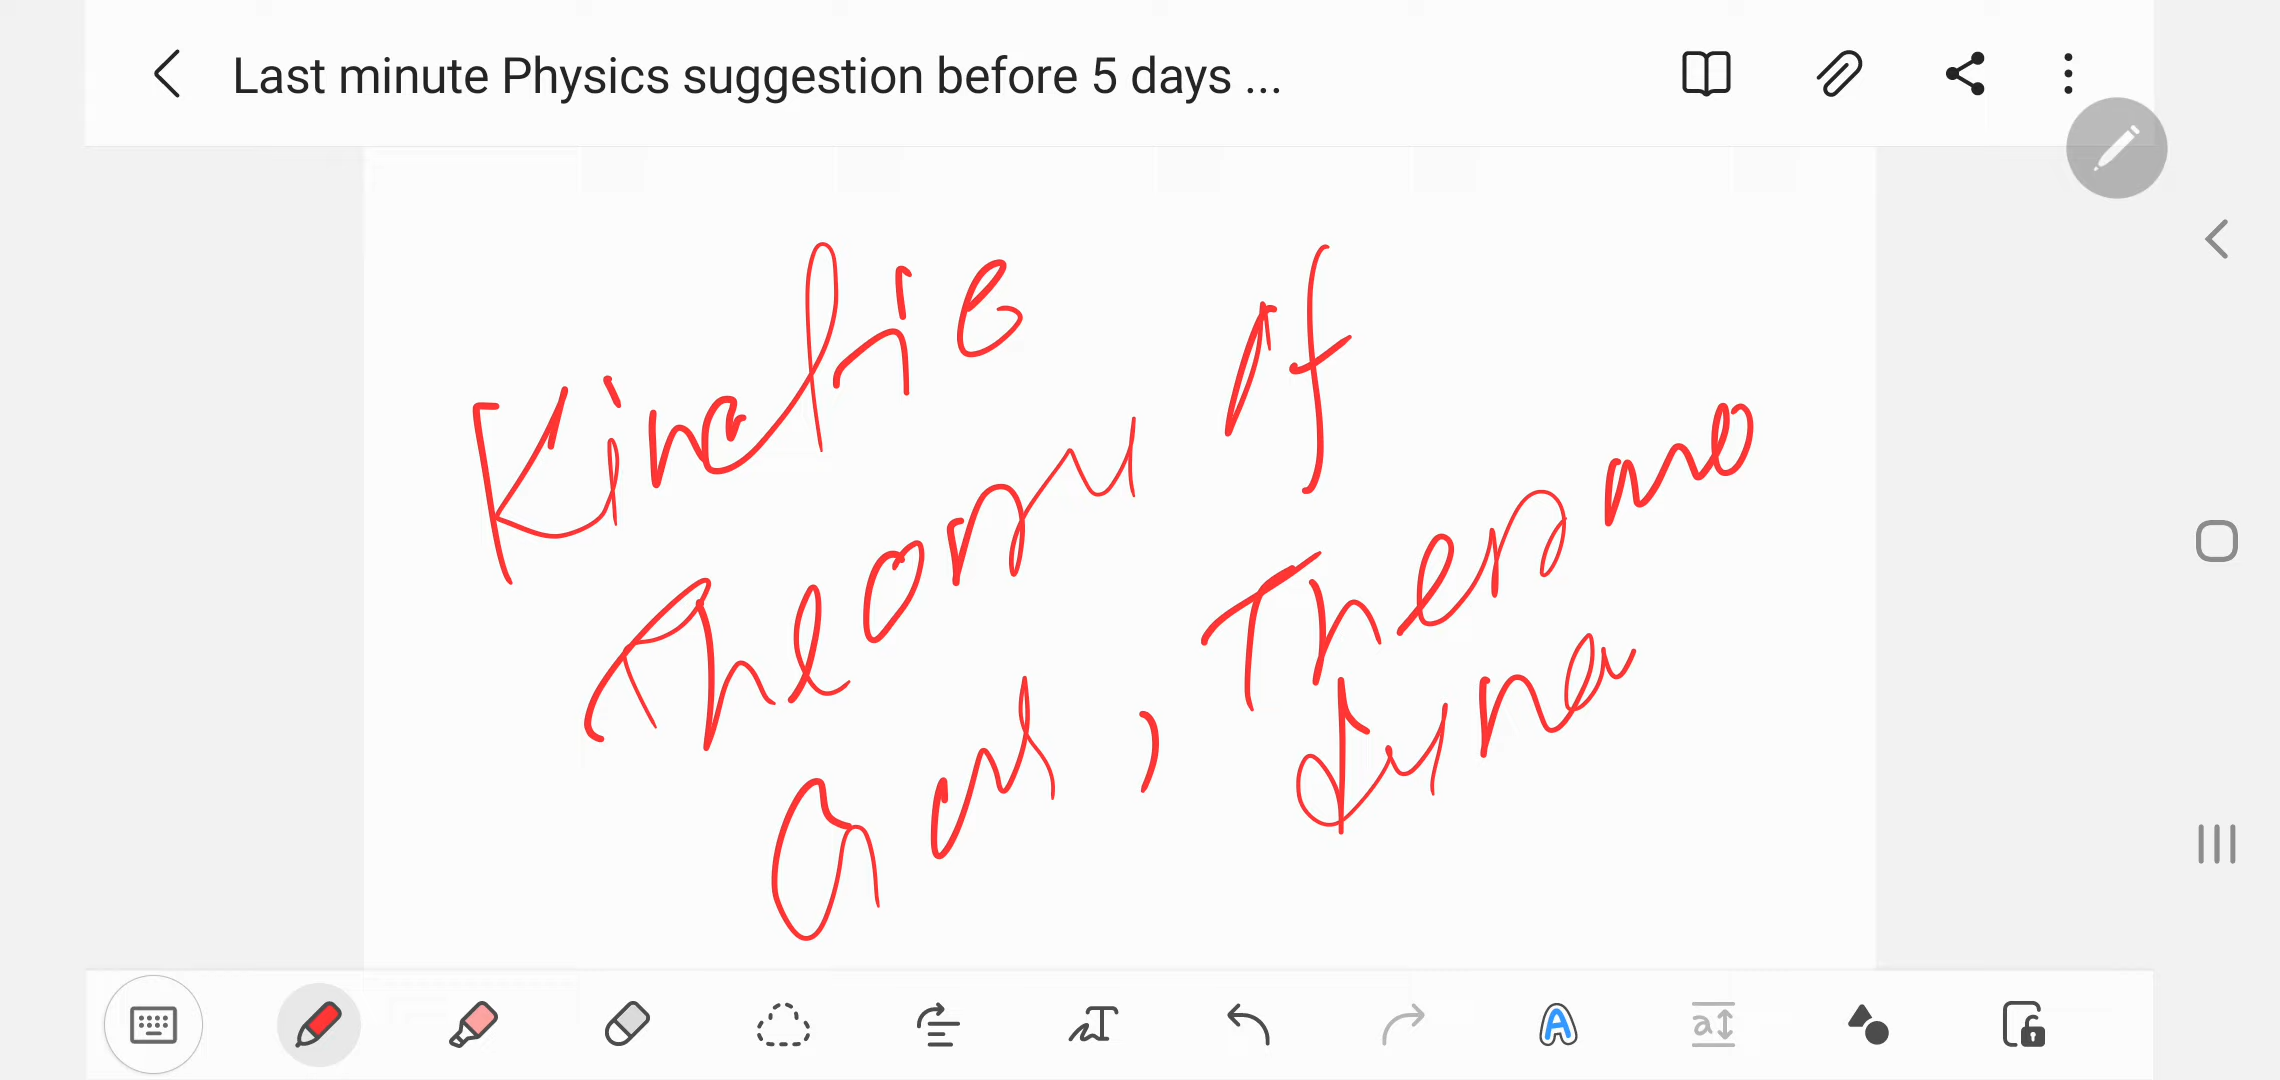 Last minute Physics suggestion before 5 days ...
Kinetic
Theory of
Gas, Thermo
dyna